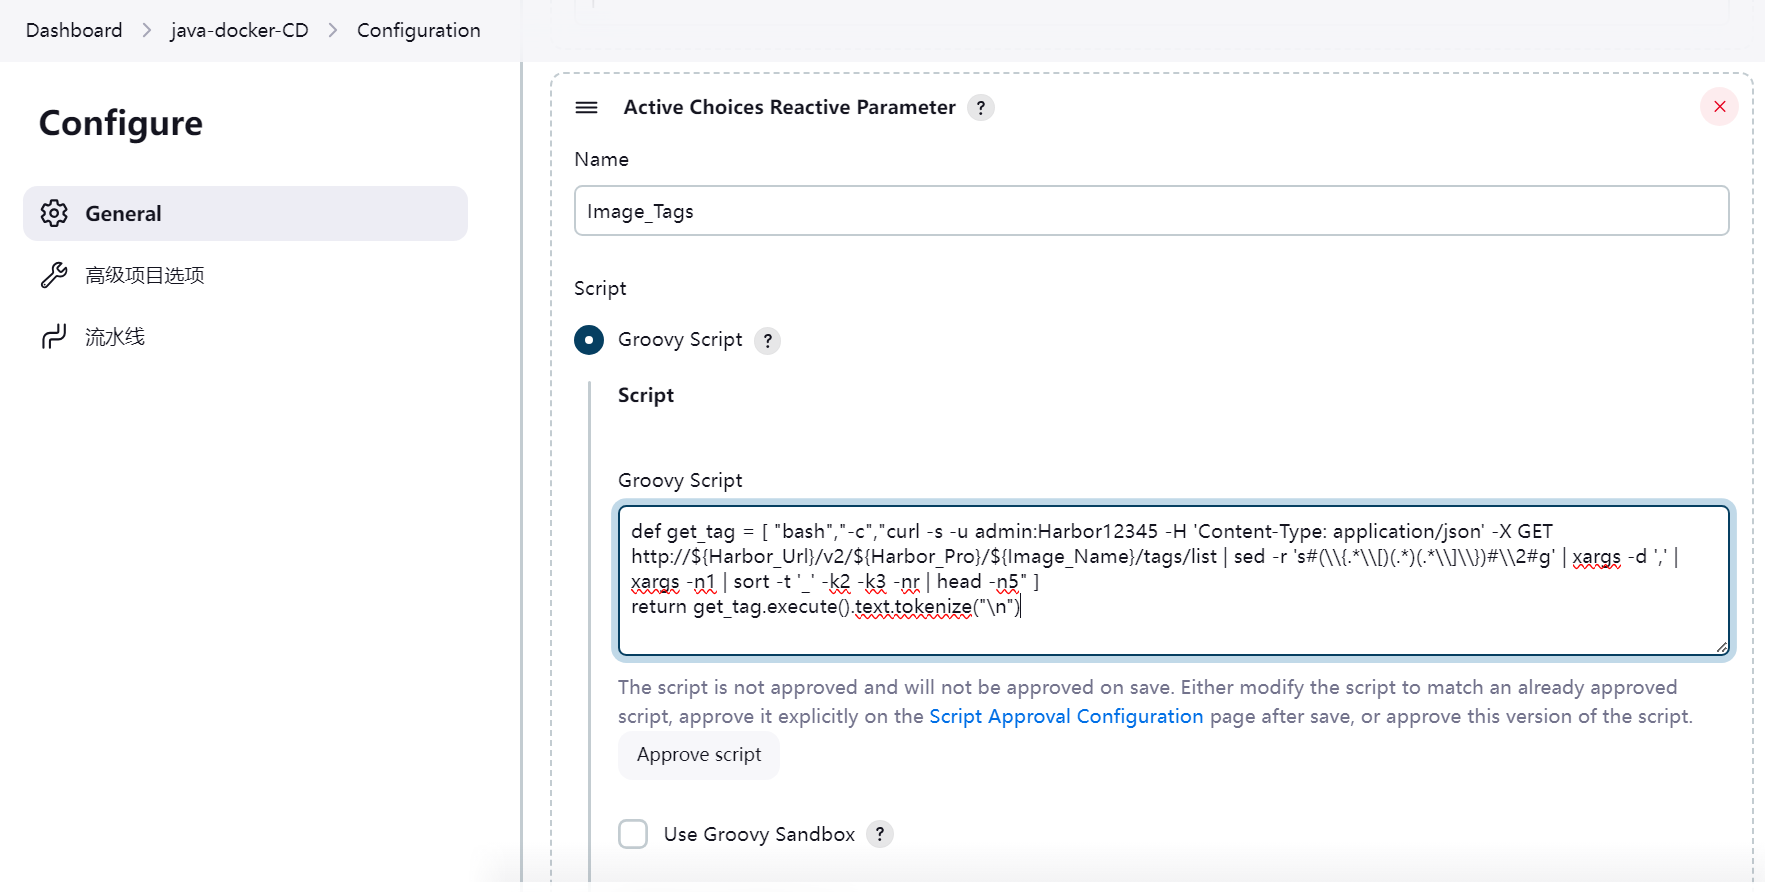 Dashboard > java-docker-CD > Configuration
Configure
General
高级项目选项
流水线
Active Choices Reactive Parameter ?
Name
Image_Tags
Script
Groovy Script ?
Script
Groovy Script
def get_tag = [ "bash","-c","curl -s -u admin:Harbor12345 -H 'Content-Type: application/json' -X GET
http://${Harbor_Url}/v2/${Harbor_Pro}/${Image_Name}/tags/list | sed -r 's#(\\{.*\\[)(.*)(.*\\]\\})#\\2#g' | xargs -d ',' |
xargs -n1 | sort -t '_' -k2 -k3 -nr | head -n5" ]
return get_tag.execute().text.tokenize("\n")
The script is not approved and will not be approved on save. Either modify the script to match an already approved
script, approve it explicitly on the Script Approval Configuration page after save, or approve this version of the script.
Approve script
Use Groovy Sandbox ?